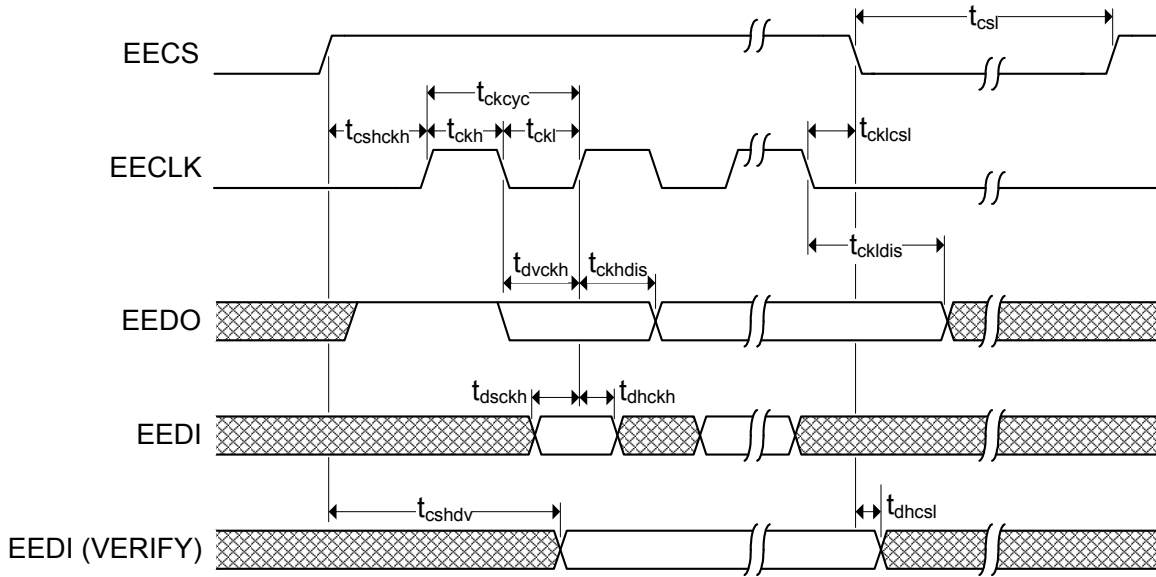 EECS
t_csl
t_ckcyc
t_cshckh
t_ckh
t_ckl
t_cklcsl
EECLK
t_ckldis
t_dvckh
t_ckhdis
EEDO
t_dsckh
t_dhckh
EEDI
t_cshdv
t_dhcsl
EEDI (VERIFY)